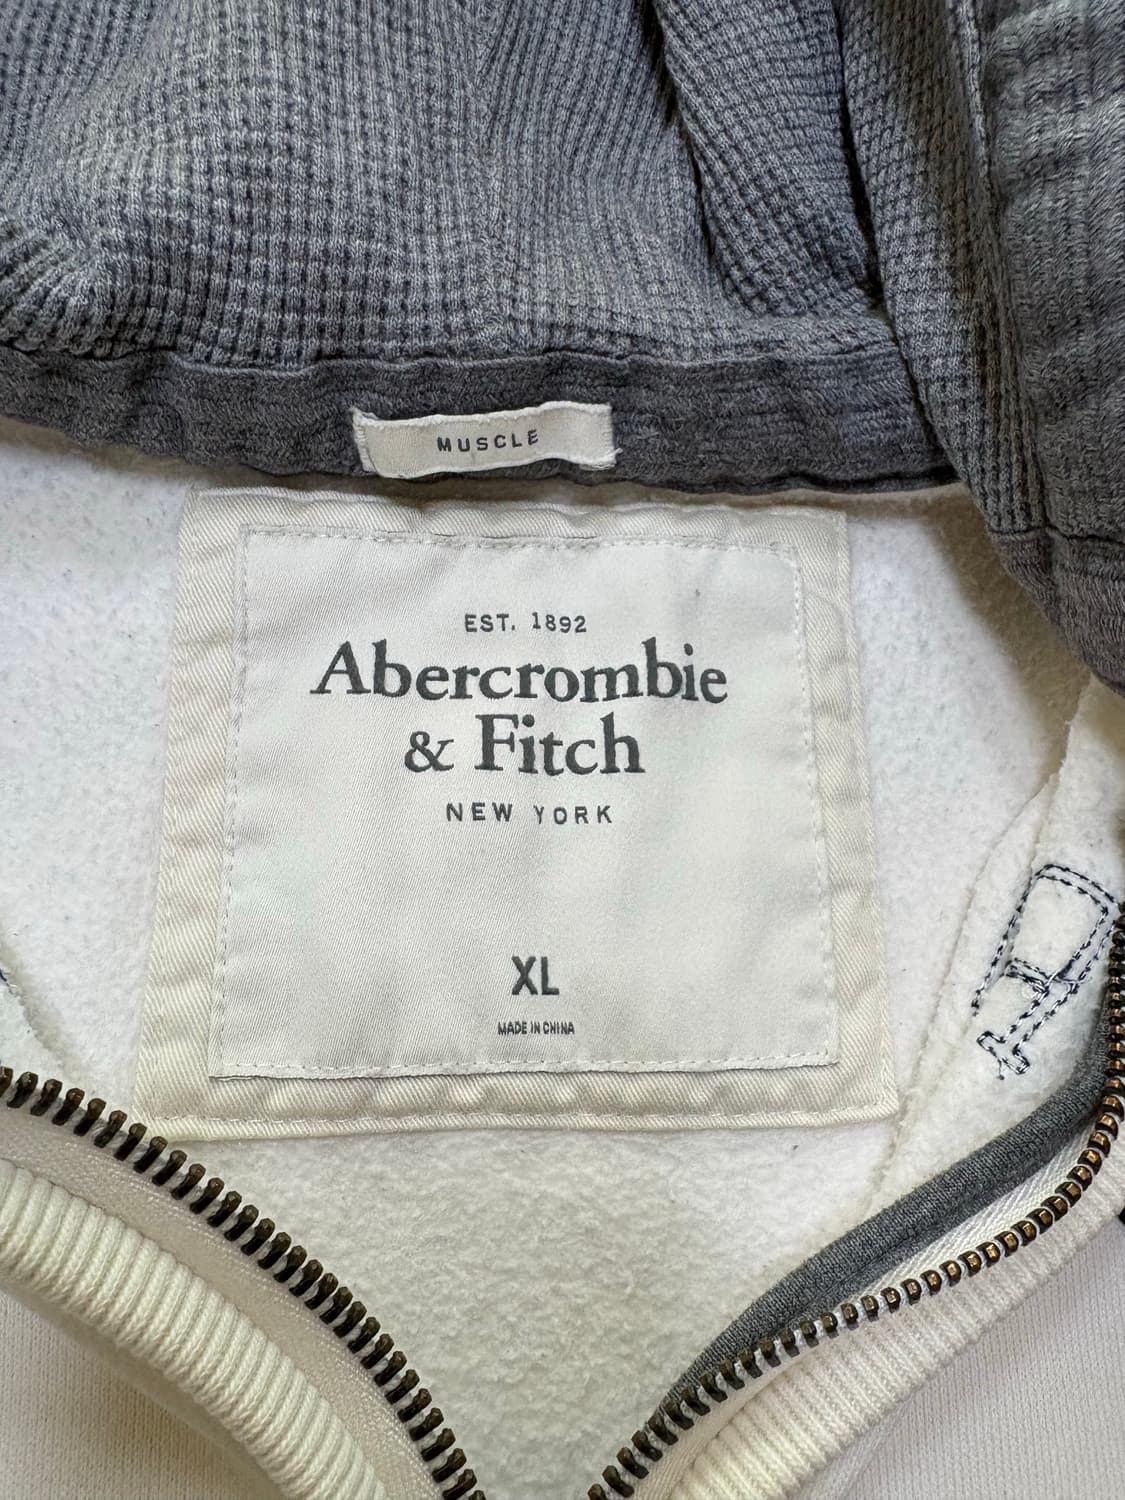 MUSCLE
EST. 1892
Abercrombie
& Fitch
NEW YORK
XL
MADE IN CHINA